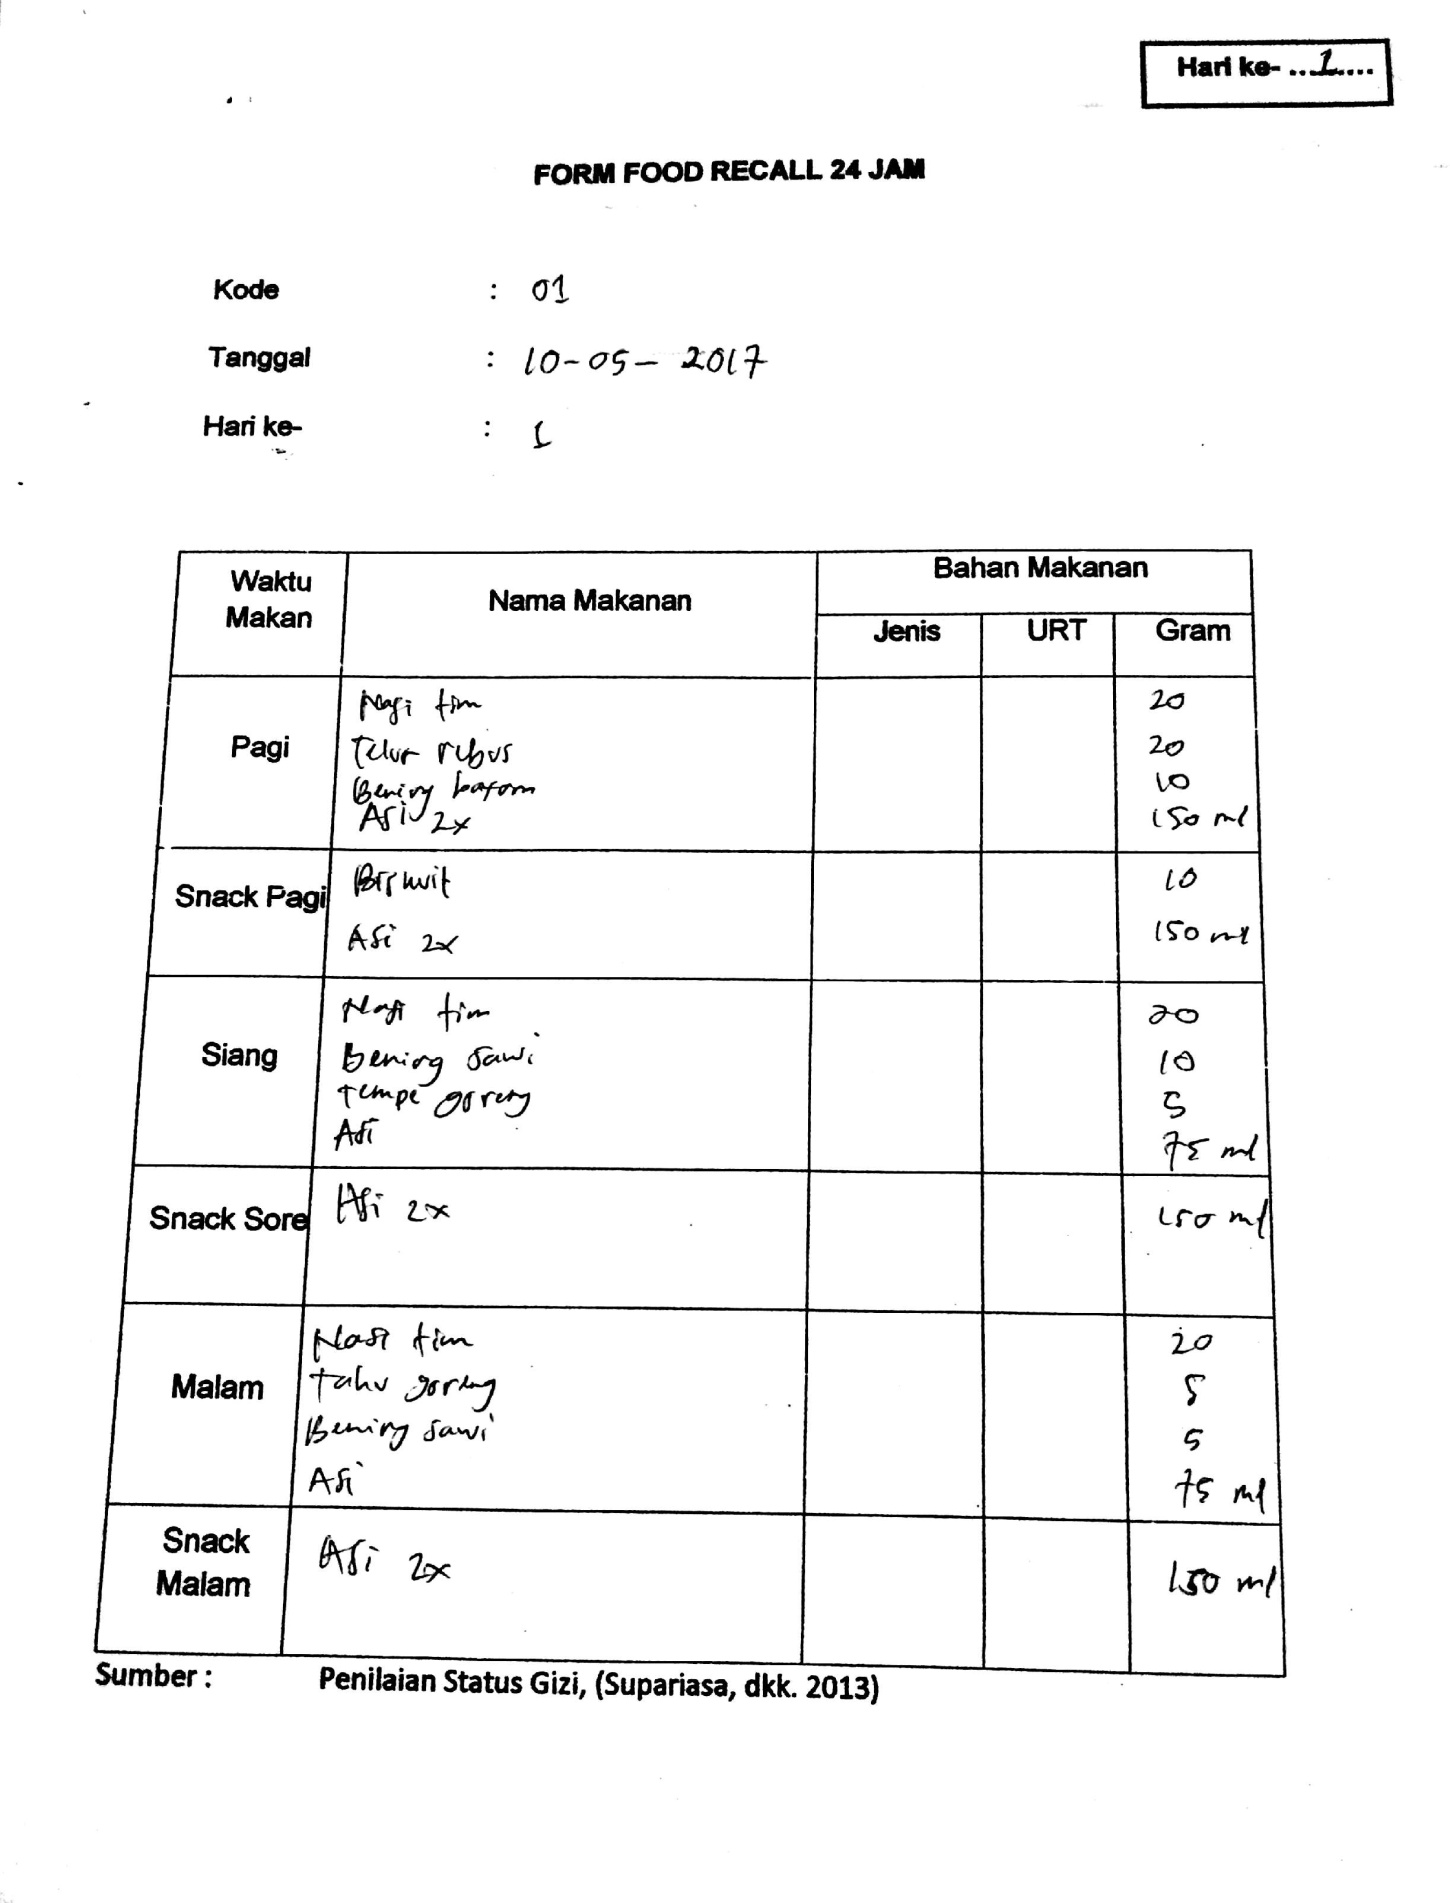 Hari ke- ...1.....
FORM FOOD RECALL 24 JAM
Kode : 01
Tanggal : 10-05-2017
Hari ke- : 1
Waktu Makan Nama Makanan Bahan Makanan
Jenis URT Gram
Pagi
Nasi tim 20
Telur rebus 20
Bening bayam 10
Asi 2x 150 ml
Snack Pagi
Biskuit 10
Asi 2x 150 ml
Siang
Nasi tim 20
bening sawi 10
tempe goreng 5
Asi 75 ml
Snack Sore
Asi 2x 150 ml
Malam
Nasi tim 20
tahu goreng 5
Bening sawi 5
Asi 75 ml
Snack Malam
Asi 2x 150 ml
Sumber : Penilaian Status Gizi, (Supariasa, dkk. 2013)